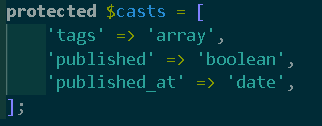 protected $casts = [
    'tags' => 'array',
    'published' => 'boolean',
    'published_at' => 'date',
];